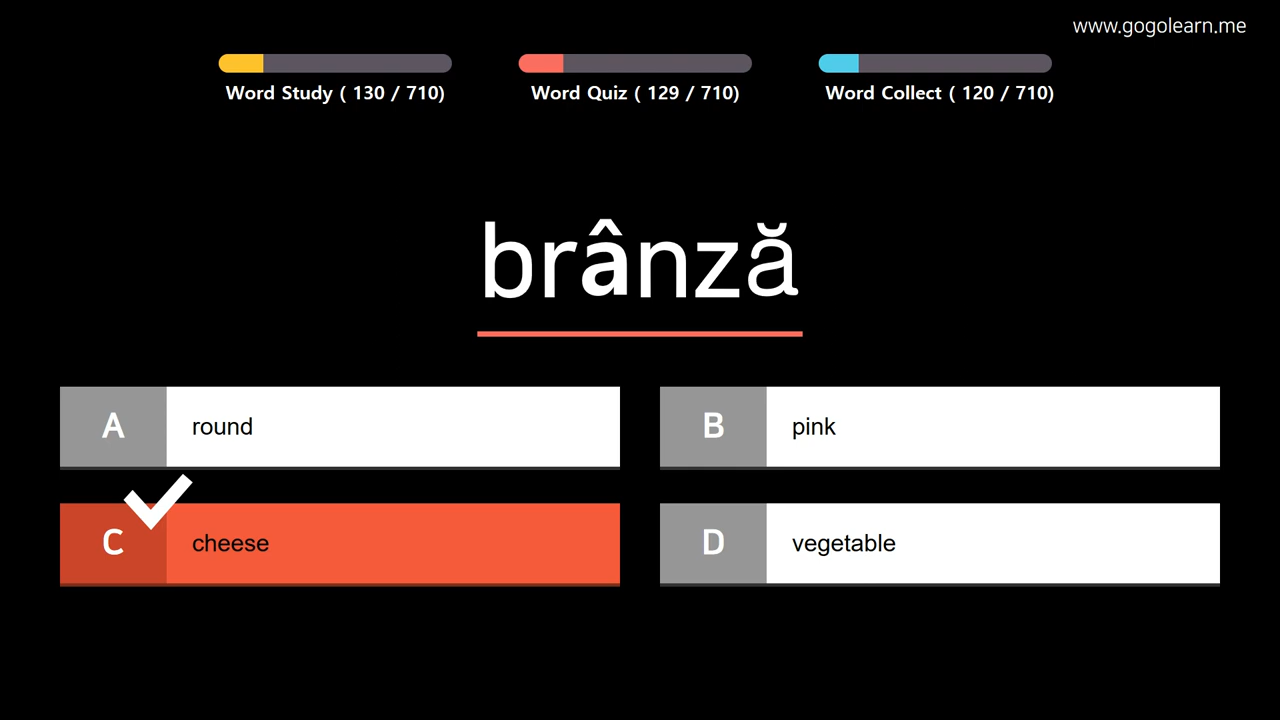 www.gogolearn.me
Word Study ( 130 / 710)
Word Quiz ( 129 / 710)
Word Collect ( 120 / 710)
brânză
A round
B pink
C cheese
D vegetable